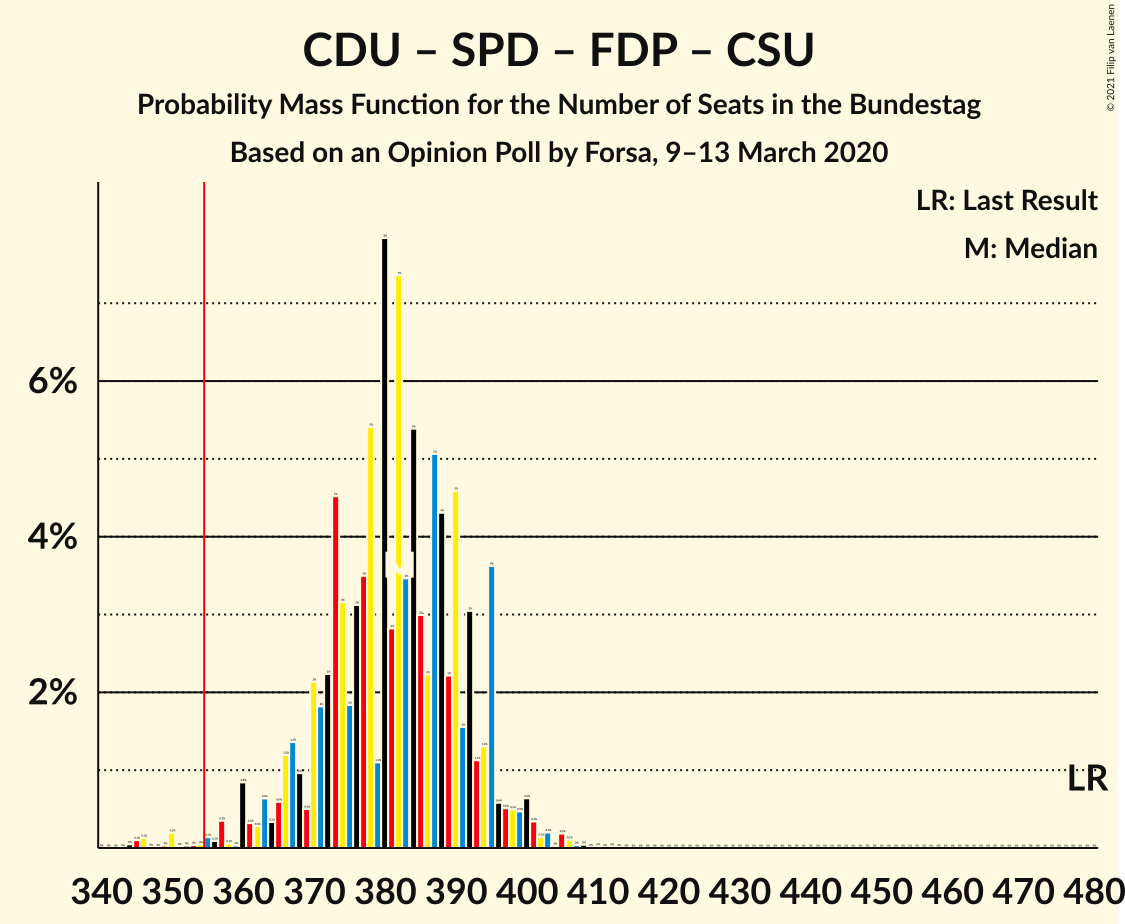 CDU – SPD – FDP – CSU
Probability Mass Function for the Number of Seats in the Bundestag
Based on an Opinion Poll by Forsa, 9–13 March 2020
© 2021 Filip van Laenen
LR: Last Result
M: Median
6%
4%
2%
M
LR
340 350 360 370 380 390 400 410 420 430 440 450 460 470 480